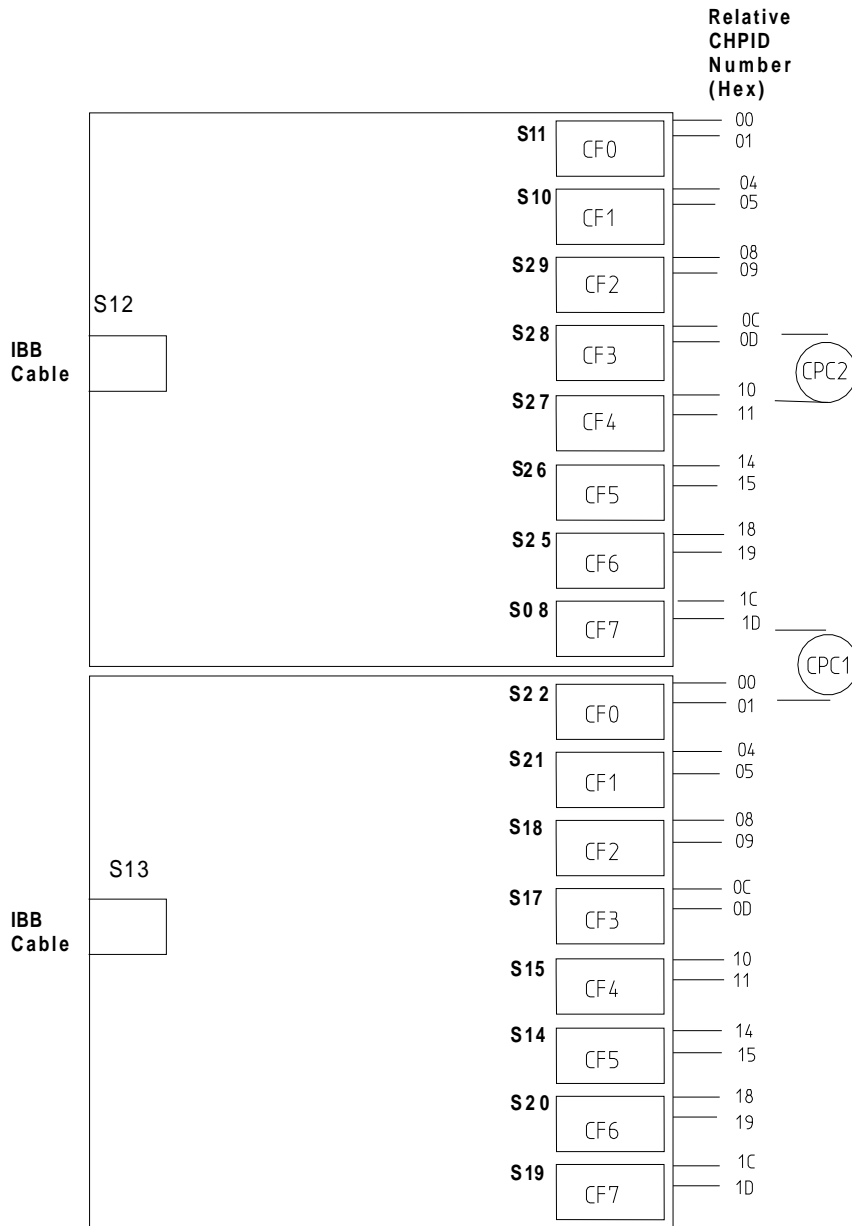 Relative
CHPID
Number
(Hex)
S11
CF0
00
01
S10
CF1
04
05
S29
CF2
08
09
S12
IBB
Cable
S28
CF3
0C
0D
CPC2
S27
CF4
10
11
S26
CF5
14
15
S25
CF6
18
19
S08
CF7
1C
1D
CPC1
S22
CF0
00
01
S21
CF1
04
05
S18
CF2
08
09
S13
IBB
Cable
S17
CF3
0C
0D
S15
CF4
10
11
S14
CF5
14
15
S20
CF6
18
19
S19
CF7
1C
1D